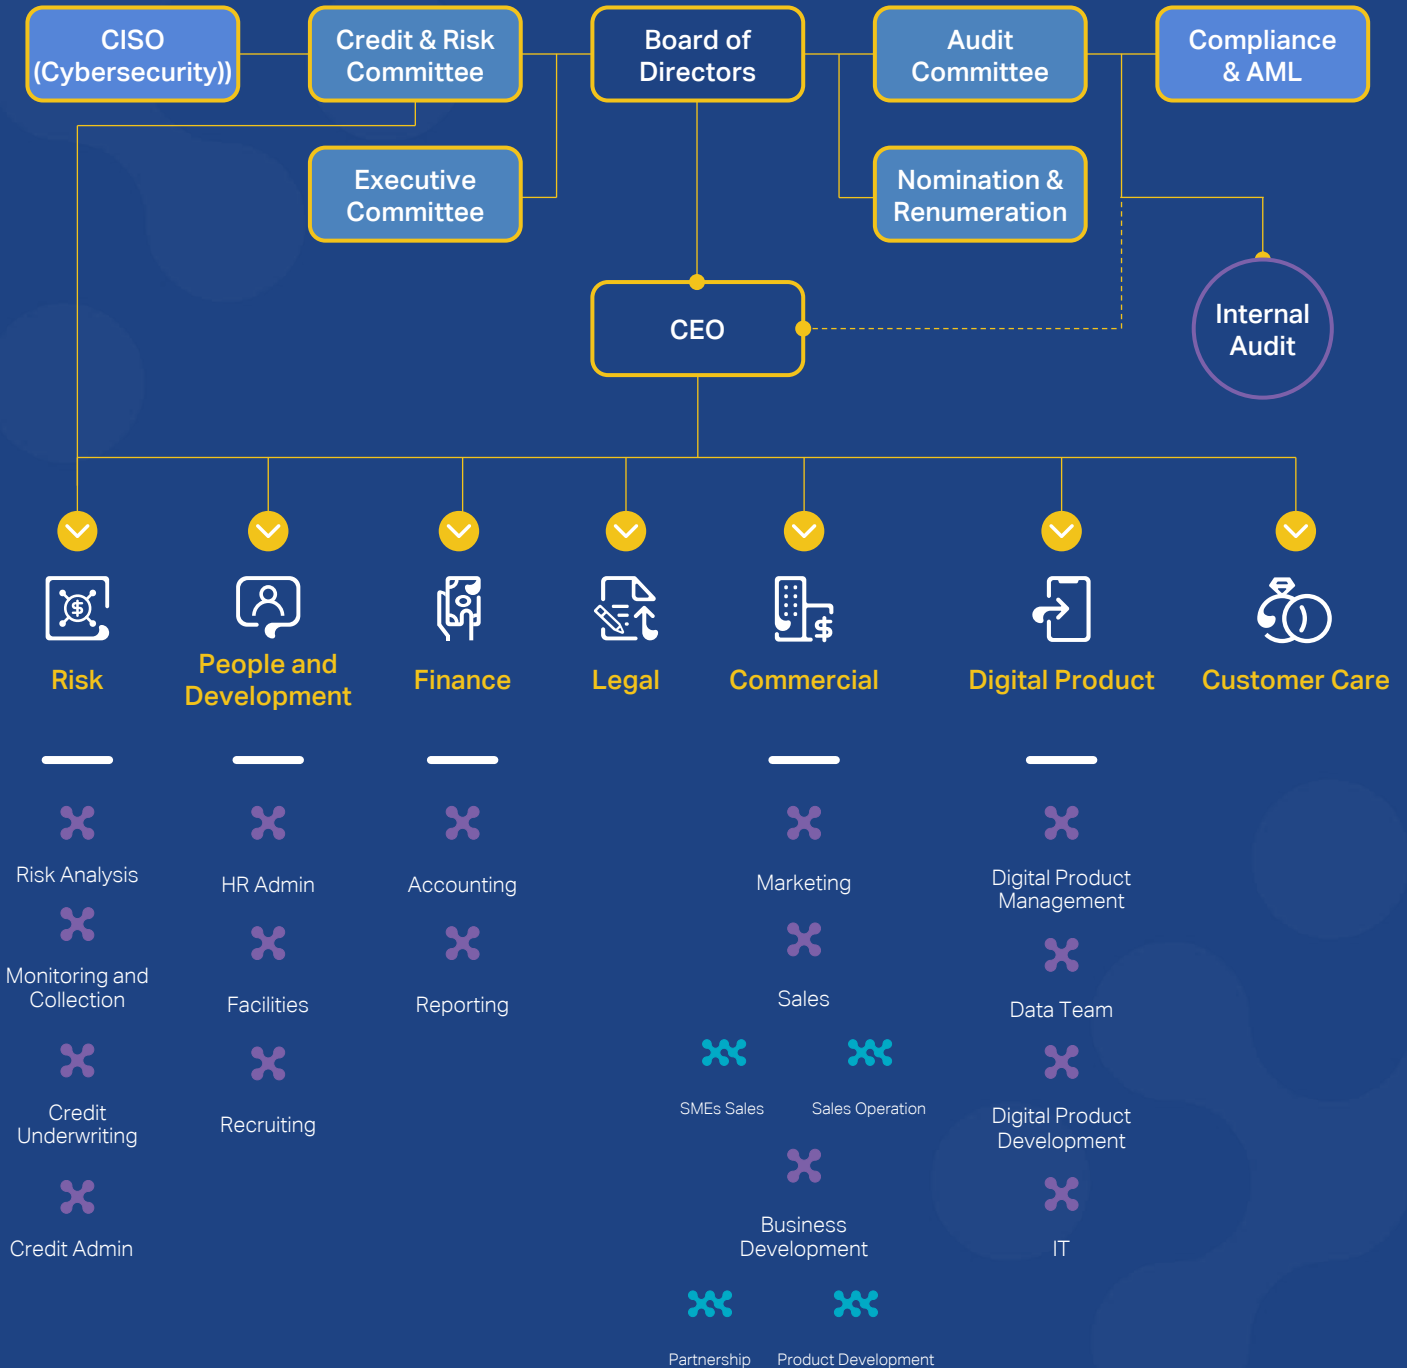 CISO
(Cybersecurity))
Credit & Risk
Committee
Board of
Directors
Audit
Committee
Compliance
& AML
Executive
Committee
Nomination &
Renumeration
CEO
Internal
Audit
Risk
People and
Development
Finance
Legal
Commercial
Digital Product
Customer Care
Risk Analysis
Monitoring and
Collection
Credit
Underwriting
Credit Admin
HR Admin
Facilities
Recruiting
Accounting
Reporting
Marketing
Sales
SMEs Sales
Sales Operation
Business
Development
Partnership
Product Development
Digital Product
Management
Data Team
Digital Product
Development
IT